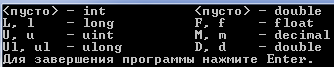 <пусто> - int <пусто> - double
L, l - long F, f - float
U, u - uint M, m - decimal
Ul, ul - ulong D, d - double
Для завершения программы нажмите Enter.